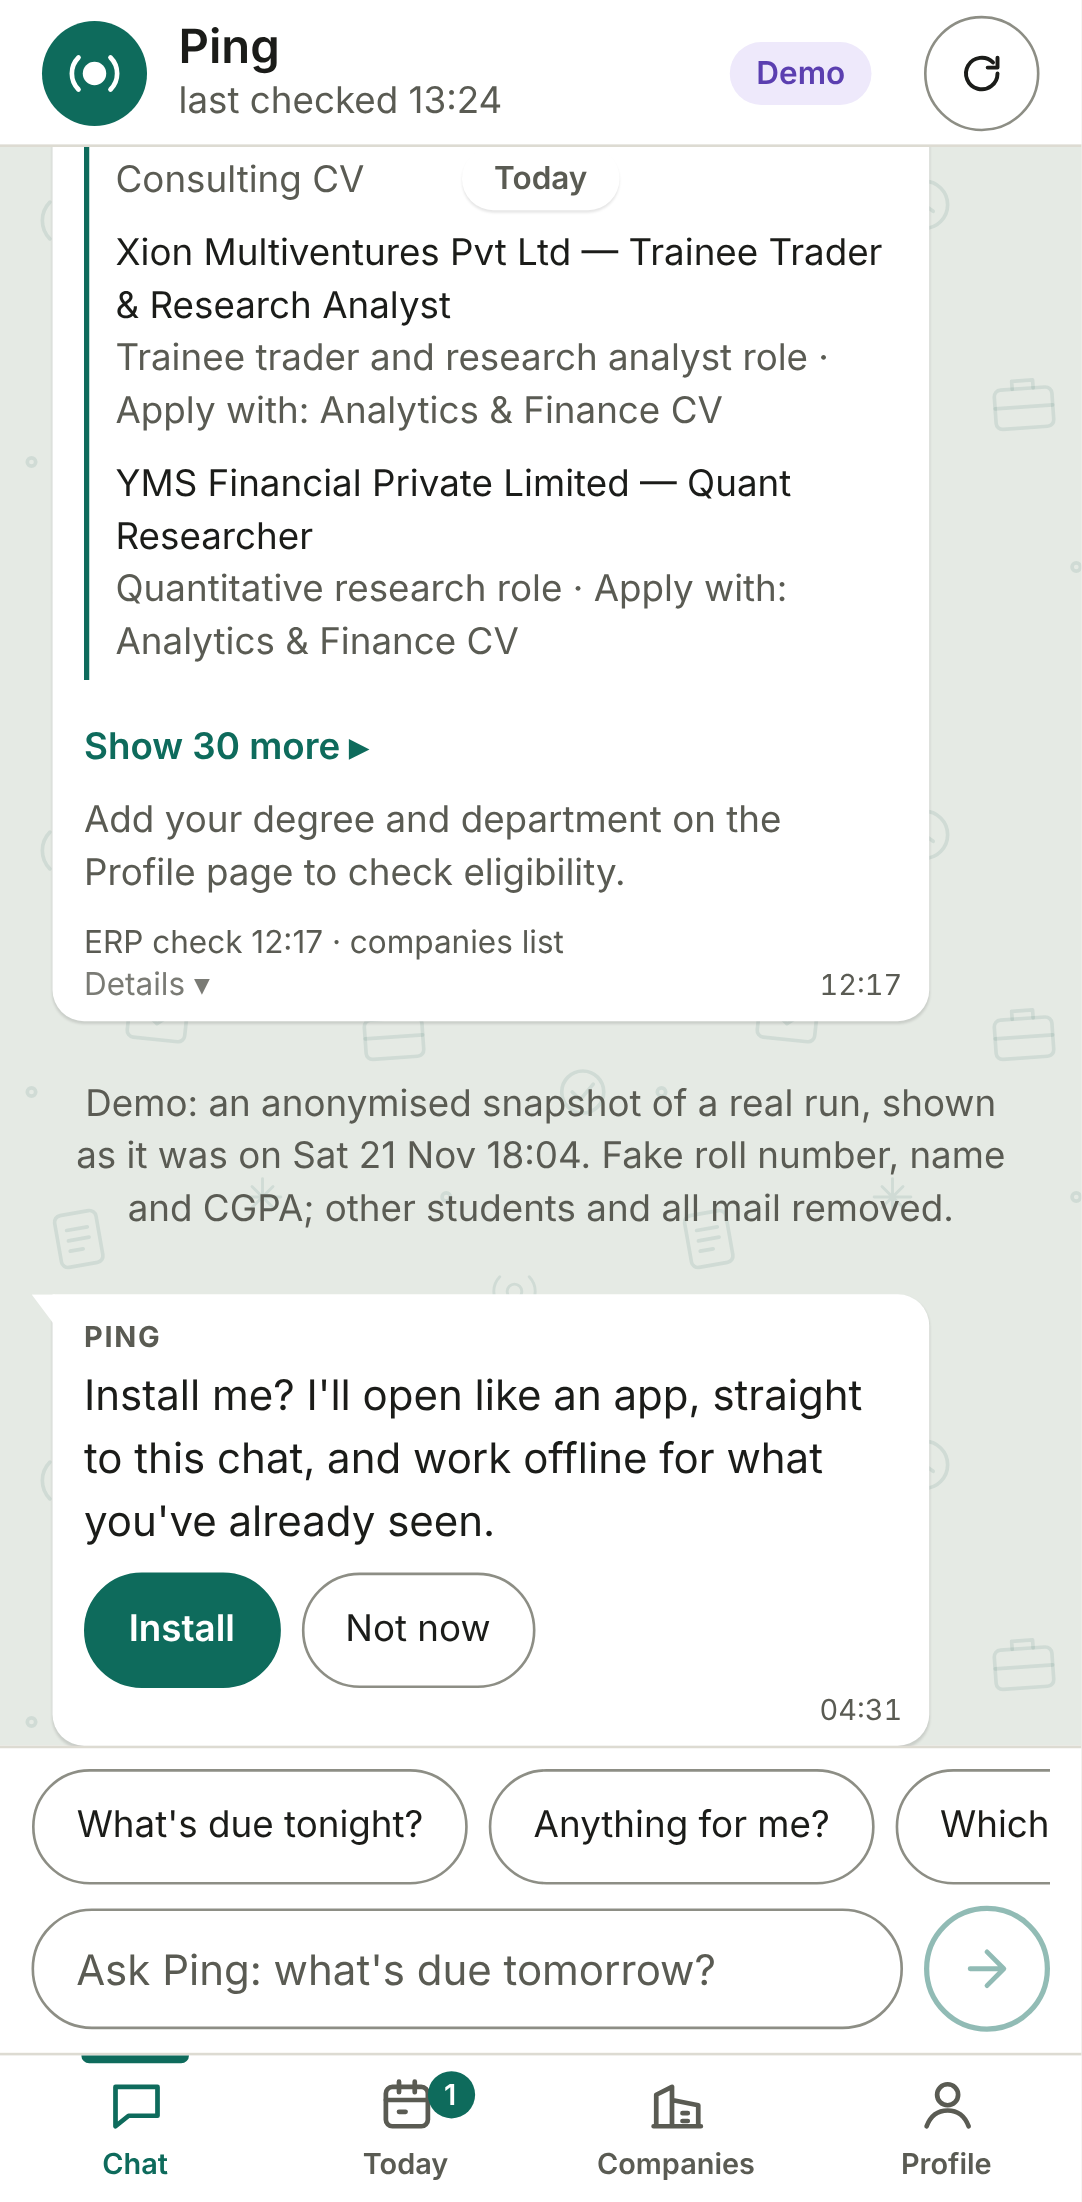 Ping
last checked 13:24
Demo
Consulting CV
Today
Xion Multiventures Pvt Ltd — Trainee Trader
& Research Analyst
Trainee trader and research analyst role ·
Apply with: Analytics & Finance CV
YMS Financial Private Limited — Quant
Researcher
Quantitative research role · Apply with:
Analytics & Finance CV
Show 30 more ▸
Add your degree and department on the
Profile page to check eligibility.
ERP check 12:17 · companies list
Details ▾
12:17
Demo: an anonymised snapshot of a real run, shown
as it was on Sat 21 Nov 18:04. Fake roll number, name
and CGPA; other students and all mail removed.
PING
Install me? I'll open like an app, straight
to this chat, and work offline for what
you've already seen.
Install
Not now
04:31
What's due tonight?
Anything for me?
Which
Ask Ping: what's due tomorrow?
1
Chat
Today
Companies
Profile